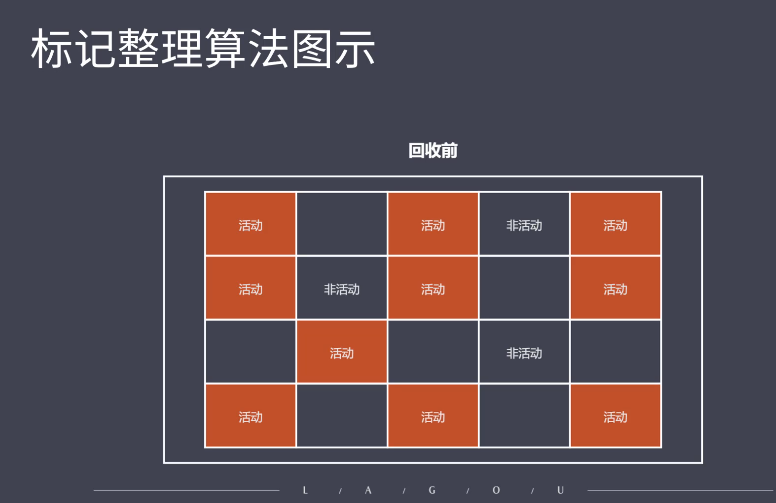 标记整理算法图示
回收前
活动 活动 非活动 活动
活动 非活动 活动 活动
活动 非活动
活动 活动 活动
L / A / G / O / U